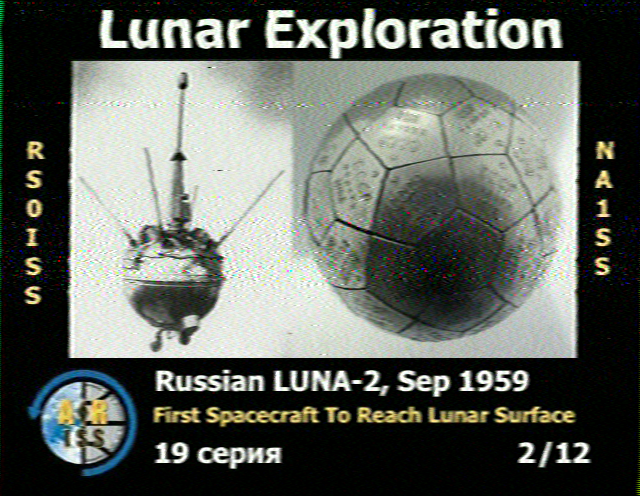 Lunar Exploration
RS0ISS
NA1SS
Russian LUNA-2, Sep 1959
First Spacecraft To Reach Lunar Surface
ISS
19 серия
2/12